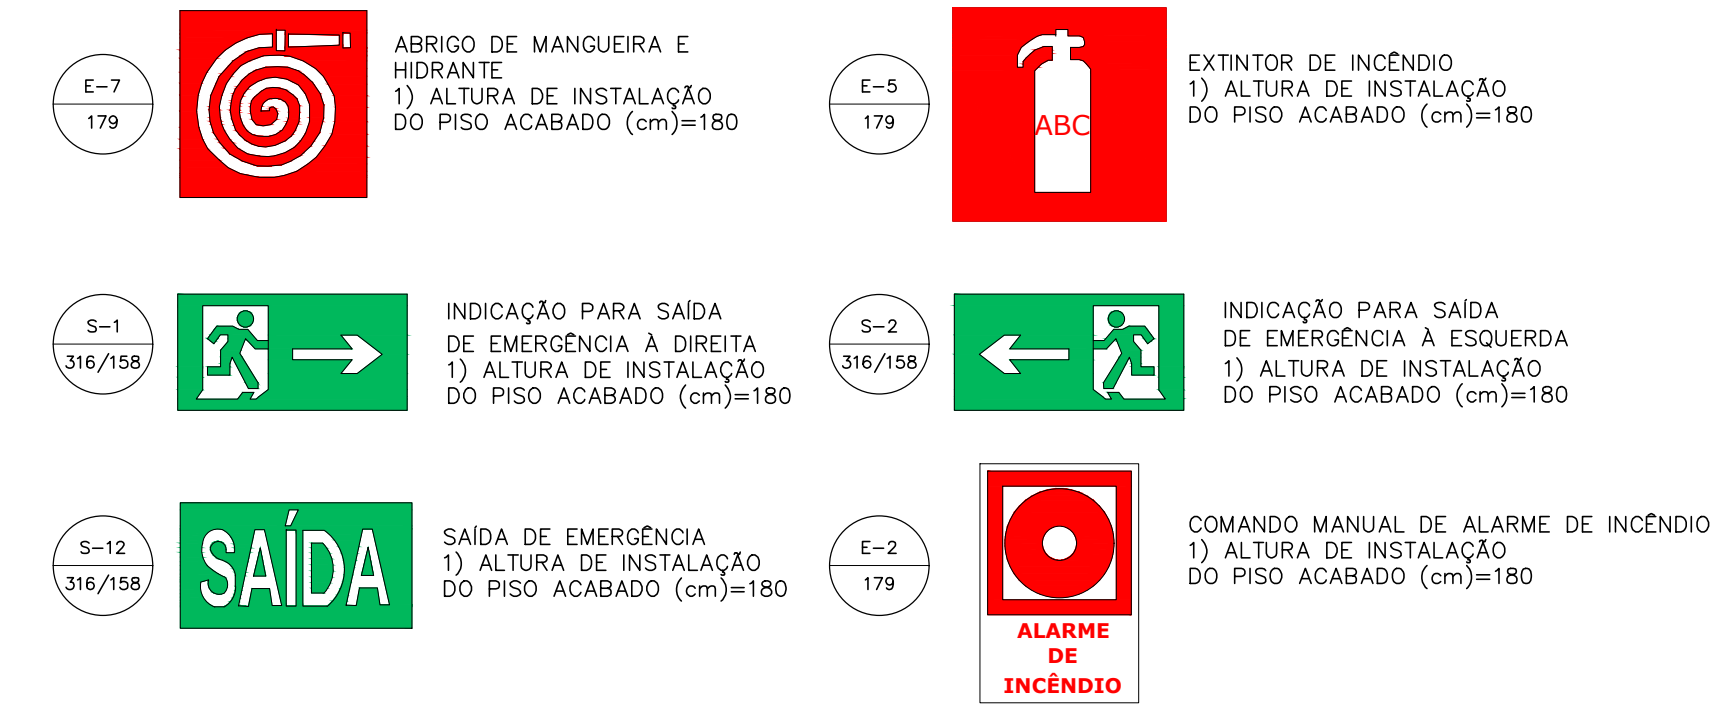 E-7
179
ABRIGO DE MANGUEIRA E
HIDRANTE
1) ALTURA DE INSTALAÇÃO
DO PISO ACABADO (cm)=180
E-5
179
ABC
EXTINTOR DE INCÊNDIO
1) ALTURA DE INSTALAÇÃO
DO PISO ACABADO (cm)=180
S-1
316/158
INDICAÇÃO PARA SAÍDA
DE EMERGÊNCIA À DIREITA
1) ALTURA DE INSTALAÇÃO
DO PISO ACABADO (cm)=180
S-2
316/158
INDICAÇÃO PARA SAÍDA
DE EMERGÊNCIA À ESQUERDA
1) ALTURA DE INSTALAÇÃO
DO PISO ACABADO (cm)=180
S-12
316/158
SAÍDA
SAÍDA DE EMERGÊNCIA
1) ALTURA DE INSTALAÇÃO
DO PISO ACABADO (cm)=180
E-2
179
ALARME
DE
INCÊNDIO
COMANDO MANUAL DE ALARME DE INCÊNDIO
1) ALTURA DE INSTALAÇÃO
DO PISO ACABADO (cm)=180